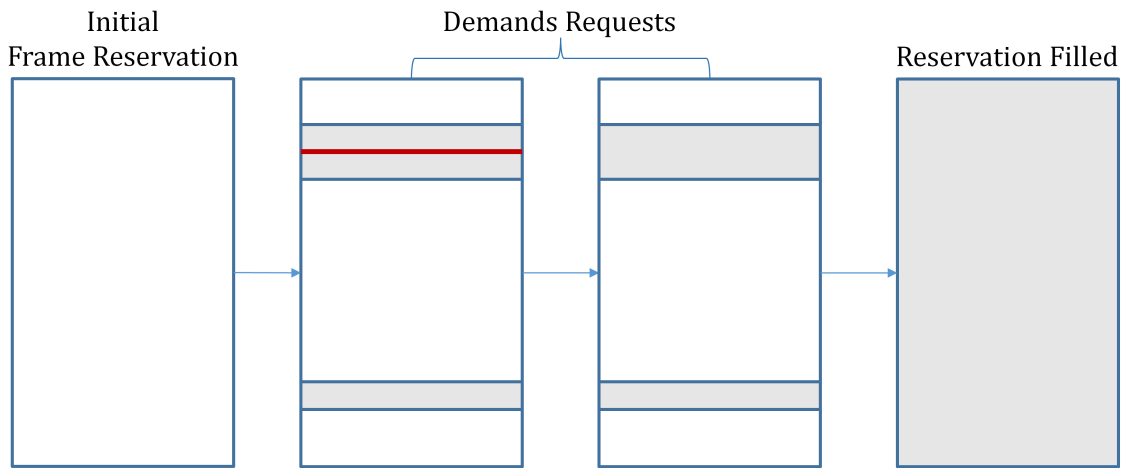 Initial
Frame Reservation
Demands Requests
Reservation Filled